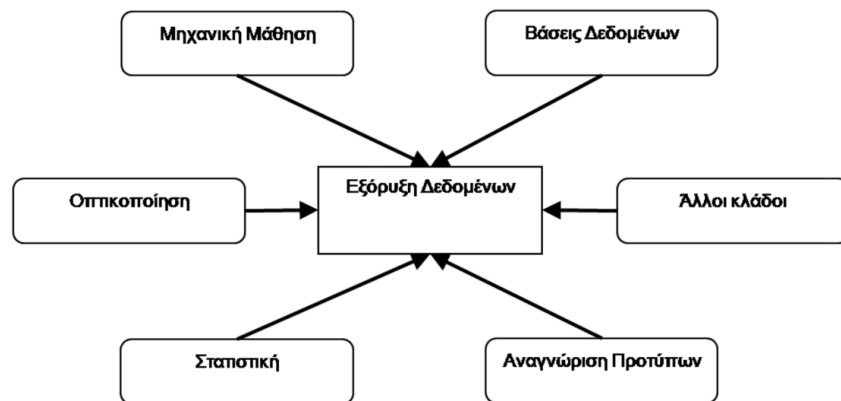 Μηχανική Μάθηση
Βάσεις Δεδομένων
Οπτικοποίηση
Εξόρυξη Δεδομένων
Άλλοι κλάδοι
Στατιστική
Αναγνώριση Προτύπων